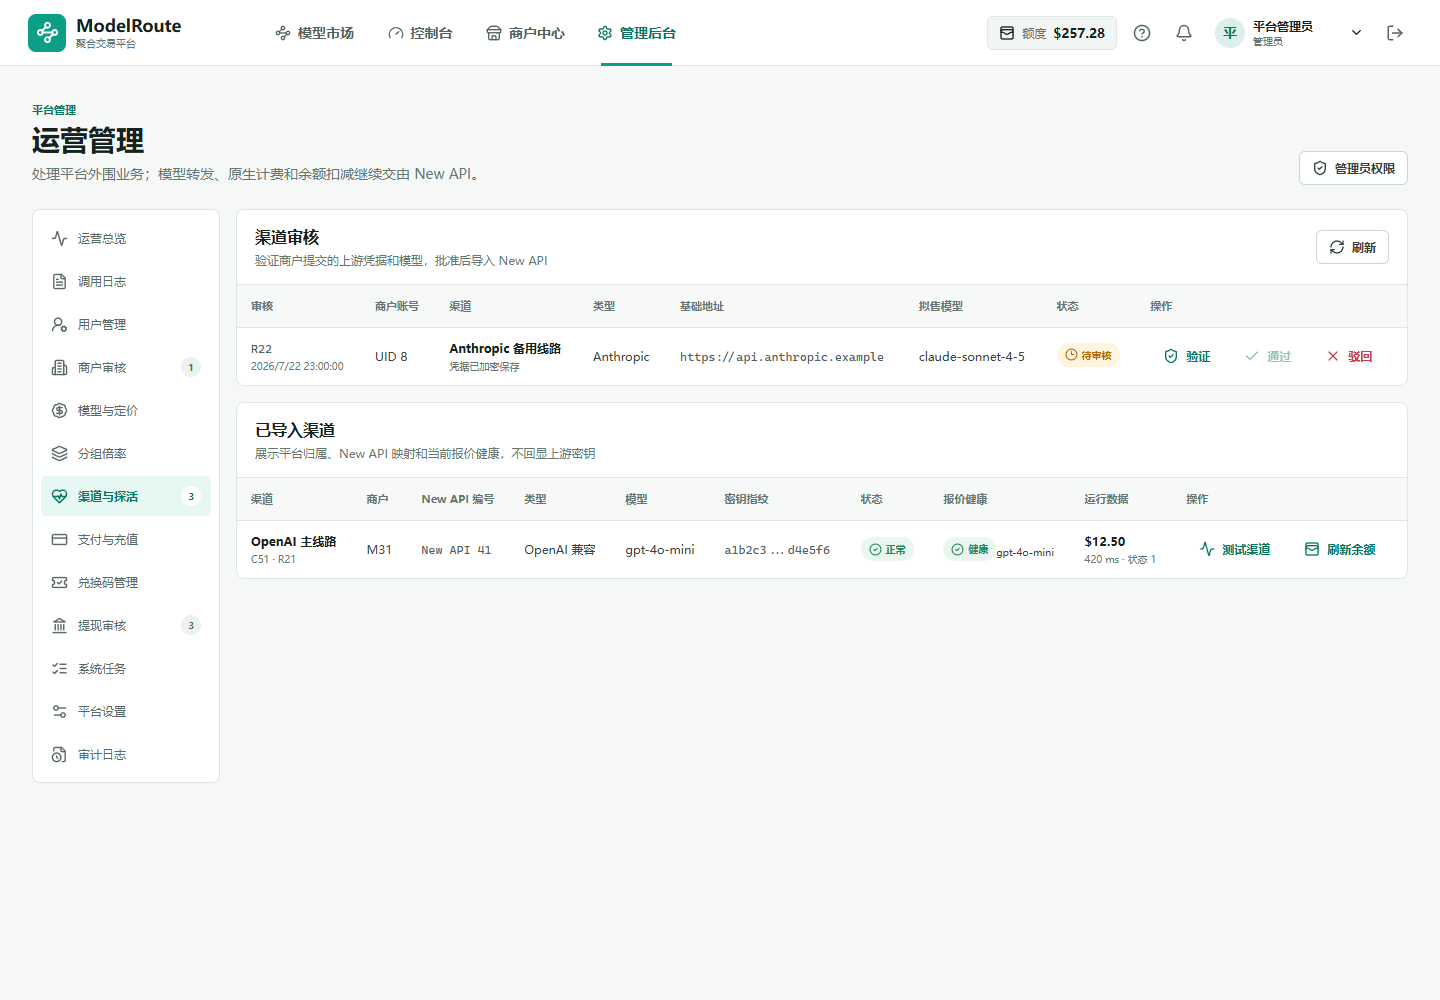 ModelRoute
聚合交易平台
模型市场
控制台
商户中心
管理后台
额度 $257.28
平
平台管理员
管理员
平台管理
运营管理
处理平台外围业务；模型转发、原生计费和余额扣减继续交由 New API。
管理员权限
运营总览
调用日志
用户管理
商户审核 1
模型与定价
分组倍率
渠道与探活 3
支付与充值
兑换码管理
提现审核 3
系统任务
平台设置
审计日志
渠道审核
验证商户提交的上游凭据和模型，批准后导入 New API
刷新
审核 商户账号 渠道 类型 基础地址 拟售模型 状态 操作
R22
2026/7/22 23:00:00
UID 8
Anthropic 备用线路
凭据已加密保存
Anthropic
https://api.anthropic.example
claude-sonnet-4-5
待审核
验证
通过
驳回
已导入渠道
展示平台归属、New API 映射和当前报价健康，不回显上游密钥
渠道 商户 New API 编号 类型 模型 密钥指纹 状态 报价健康 运行数据 操作
OpenAI 主线路
C51 · R21
M31
New API 41
OpenAI 兼容
gpt-4o-mini
a1b2c3...d4e5f6
正常
健康 gpt-4o-mini
$12.50
420 ms · 状态 1
测试渠道
刷新余额